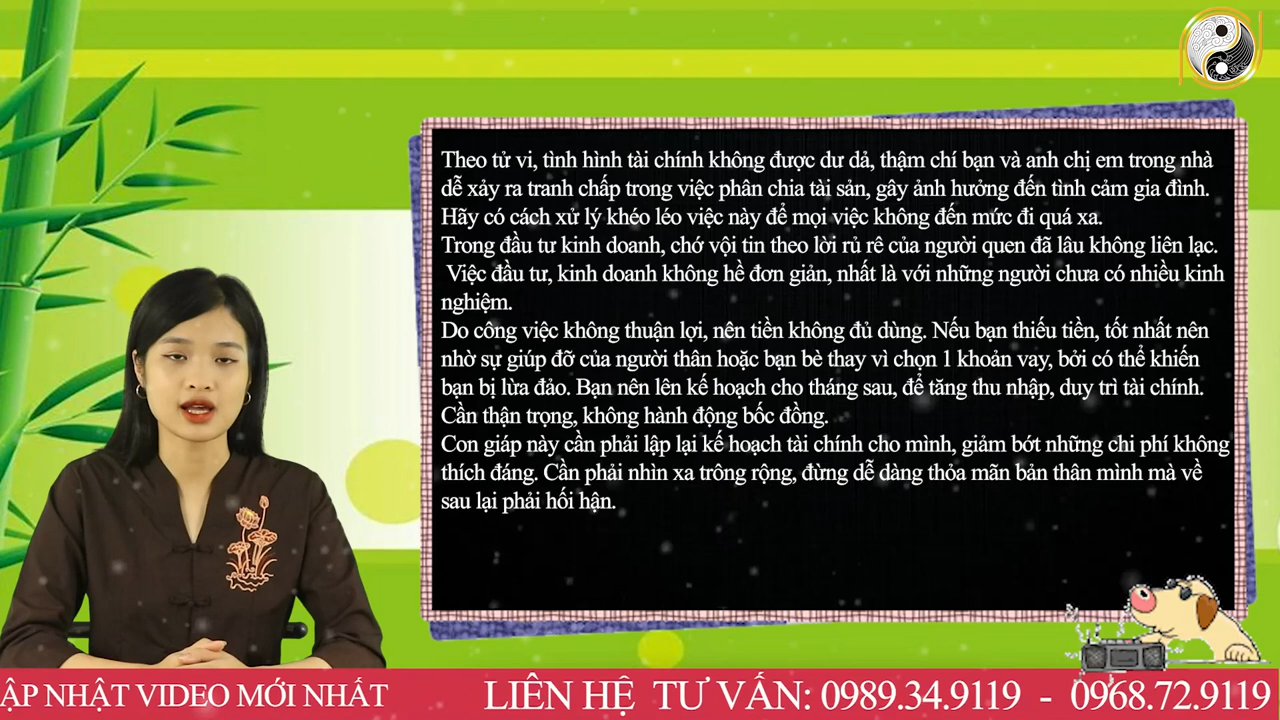 Theo tử vi, tình hình tài chính không được dư dả, thậm chí bạn và anh chị em trong nhà
dễ xảy ra tranh chấp trong việc phân chia tài sản, gây ảnh hưởng đến tình cảm gia đình.
Hãy có cách xử lý khéo léo việc này để mọi việc không đến mức đi quá xa.
Trong đầu tư kinh doanh, chớ vội tin theo lời rủ rê của người quen đã lâu không liên lạc.
Việc đầu tư, kinh doanh không hề đơn giản, nhất là với những người chưa có nhiều kinh
nghiệm.
Do công việc không thuận lợi, nên tiền không đủ dùng. Nếu bạn thiếu tiền, tốt nhất nên
nhờ sự giúp đỡ của người thân hoặc bạn bè thay vì chọn 1 khoản vay, bởi có thể khiến
bạn bị lừa đảo. Bạn nên lên kế hoạch cho tháng sau, để tăng thu nhập, duy trì tài chính.
Cần thận trọng, không hành động bốc đồng.
Con giáp này cần phải lập lại kế hoạch tài chính cho mình, giảm bớt những chi phí không
thích đáng. Cần phải nhìn xa trông rộng, đừng dễ dàng thỏa mãn bản thân mình mà về
sau lại phải hối hận.
ẬP NHẬT VIDEO MỚI NHẤT
LIÊN HỆ TƯ VẤN: 0989.34.9119 - 0968.72.9119